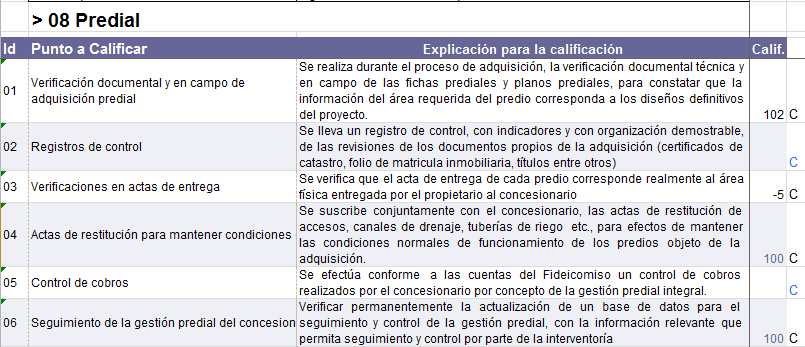 > 08 Predial
Id Punto a Calificar Explicación para la calificación Calif.
01 Verificación documental y en campo de
adquisición predial
Se realiza durante el proceso de adquisición, la verificación documental técnica y
en campo de las fichas prediales y planos prediales, para constatar que la
información del área requerida del predio corresponda a los diseños definitivos
del proyecto.
102 C
02 Registros de control
Se lleva un registro de control, con indicadores y con organización demostrable,
de las revisiones de los documentos propios de la adquisición (certificados de
catastro, folio de matricula inmobiliaria, títulos entre otros)
C
03 Verificaciones en actas de entrega
Se verifica que el acta de entrega de cada predio corresponde realmente al área
física entregada por el propietario al concesionario
-5 C
04 Actas de restitución para mantener condiciones
Se suscribe conjuntamente con el concesionario, las actas de restitución de
accesos, canales de drenaje, tuberías de riego etc., para efectos de mantener
las condiciones normales de funcionamiento de los predios objeto de la
adquisición.
100 C
05 Control de cobros
Se efectúa conforme a las cuentas del Fideicomiso un control de cobros
realizados por el concesionario por concepto de la gestión predial integral.
C
06 Seguimiento de la gestión predial del concesion
Verificar permanentemente la actualización de un base de datos para el
seguimiento y control de la gestión predial, con la información relevante que
permita seguimiento y control por parte de la interventoría
100 C